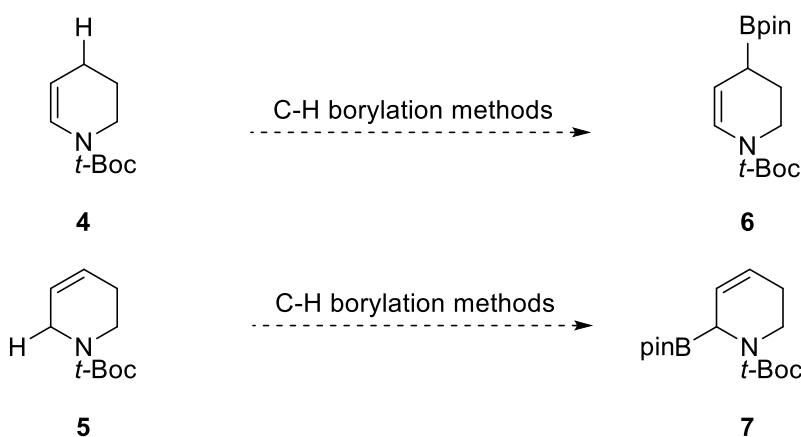 H
Bpin
C-H borylation methods
N
t-Boc
N
t-Boc
4
6
C-H borylation methods
H
N
t-Boc
pinB
N
t-Boc
5
7